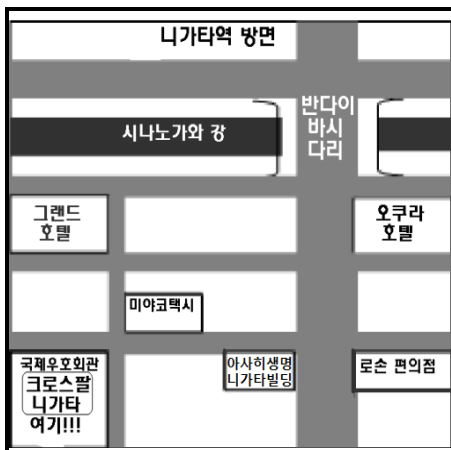 니가타역 방면
반다이
바시
다리
시나노가와 강
그랜드
호텔
오쿠라
호텔
미야코택시
국제우호회관
크로스팔
니가타
여기!!!
아사히생명
니가타빌딩
로손 편의점